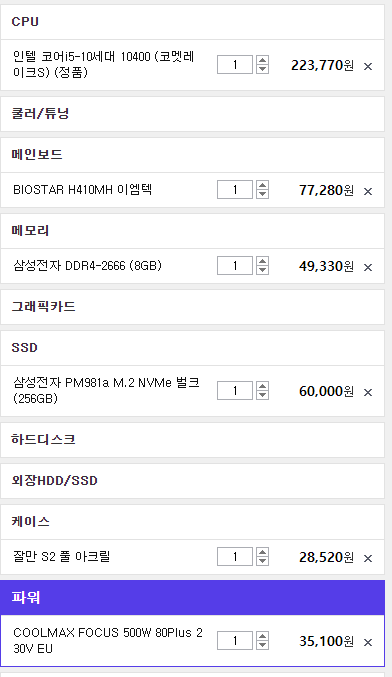 CPU
인텔 코어i5-10세대 10400 (코멧레
이크S) (정품)
1
223,770원 ×
쿨러/튜닝
메인보드
BIOSTAR H410MH 이엠텍
1
77,280원 ×
메모리
삼성전자 DDR4-2666 (8GB)
1
49,330원 ×
그래픽카드
SSD
삼성전자 PM981a M.2 NVMe 벌크
(256GB)
1
60,000원 ×
하드디스크
외장HDD/SSD
케이스
잘만 S2 풀 아크릴
1
28,520원 ×
파워
COOLMAX FOCUS 500W 80Plus 2
30V EU
1
35,100원 ×